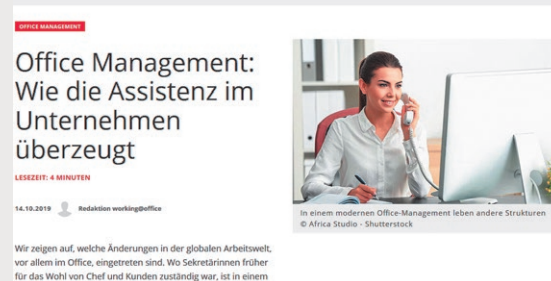 OFFICE MANAGEMENT
Office Management:
Wie die Assistenz im
Unternehmen
überzeugt
LESEZEIT: 4 MINUTEN
14.10.2019 Redaktion working@office
In einem modernen Office-Management leben andere Strukturen
© Africa Studio - Shutterstock
Wir zeigen auf, welche Änderungen in der globalen Arbeitswelt,
vor allem im Office, eingetreten sind. Wo Sekretärinnen früher
für das Wohl von Chef und Kunden zuständig war, ist in einem